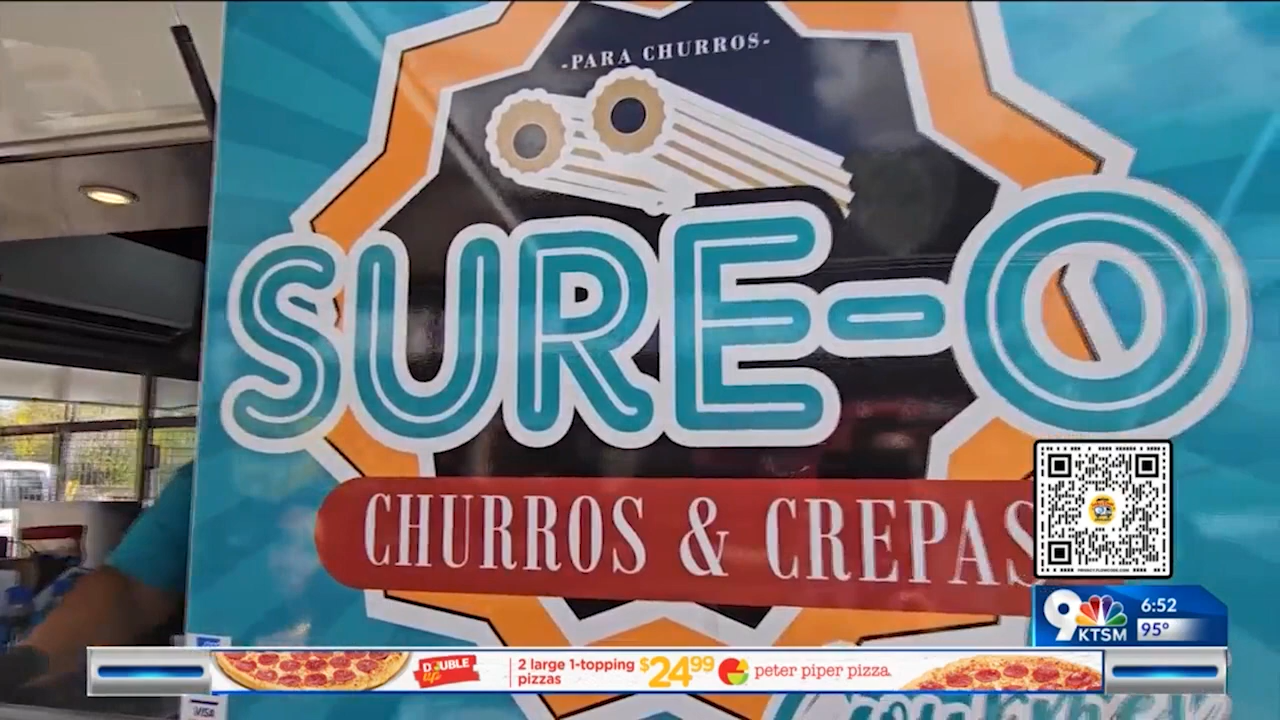 -PARA CHURROS-
SURE-O
CHURROS & CREPAS
9 KTSM
6:52
95°
DOUBLE up
2 large 1-topping
pizzas
$24.99
peter piper pizza.
VISA